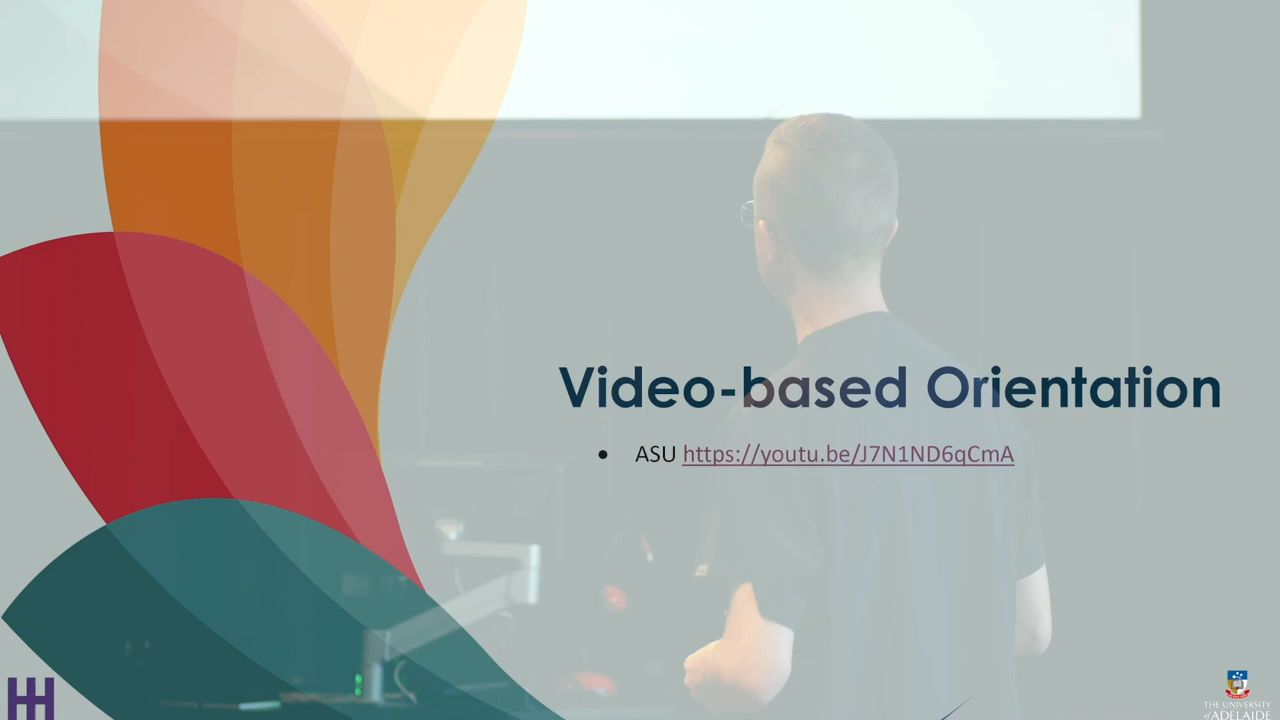 Video-based Orientation
• ASU https://youtu.be/J7N1ND6qCmA
THE UNIVERSITY
of ADELAIDE